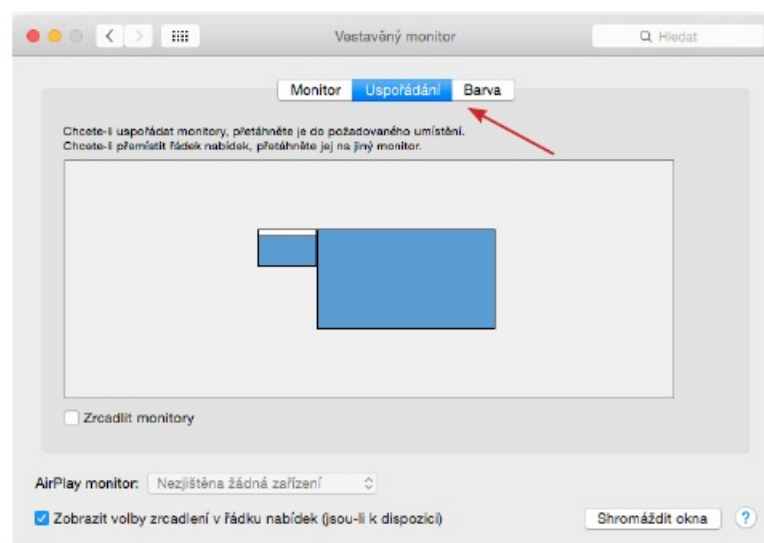 Vestavěný monitor
Hledat
Monitor Uspořádání Barva
Chcete-li uspořádat monitory, přetáhněte je do požadovaného umístění.
Chcete-li přemístit řádek nabídek, přetáhněte jej na jiný monitor.
Zrcadlit monitory
AirPlay monitor: Nezjištěna žádná zařízení
Zobrazit volby zrcadlení v řádku nabídek (jsou-li k dispozici)
Shromáždit okna ?